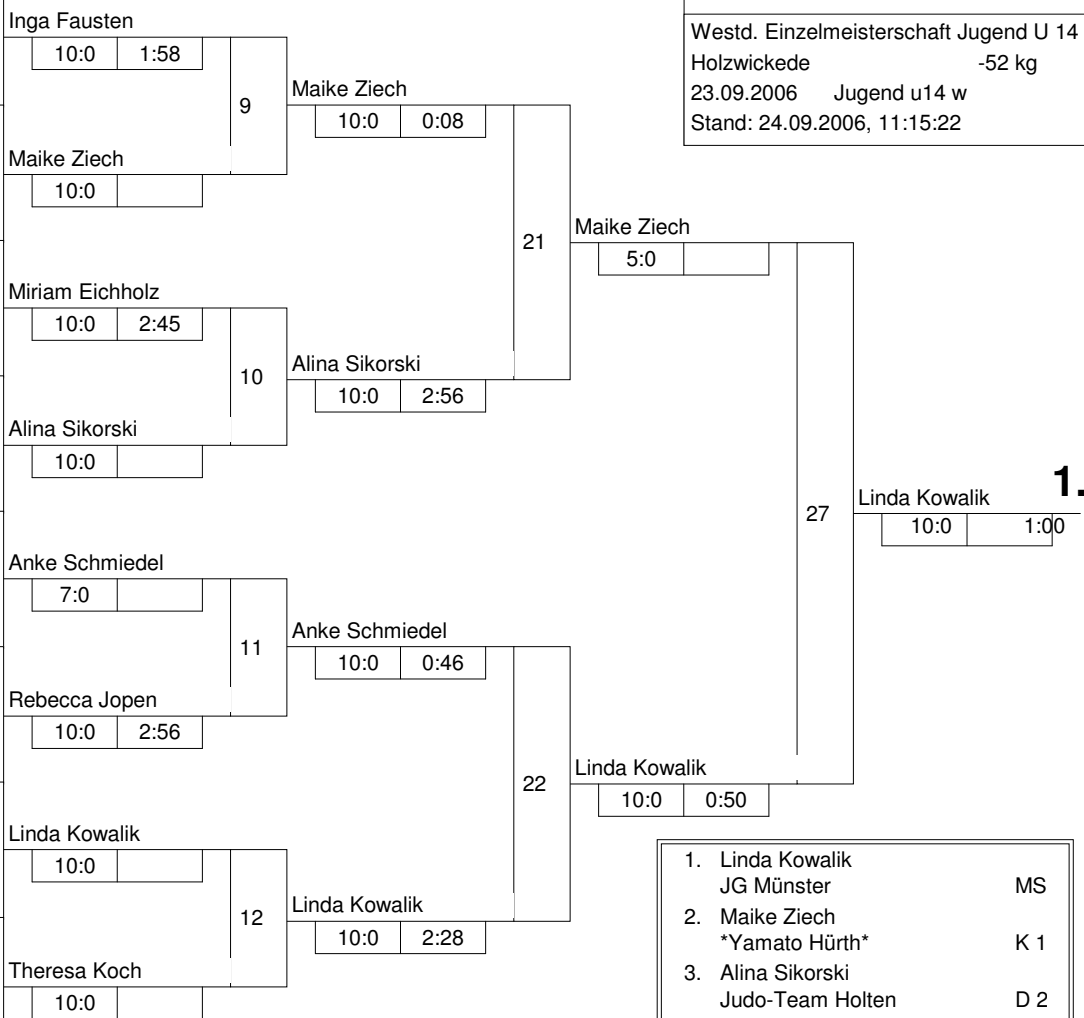 Westd. Einzelmeisterschaft Jugend U 14
Holzwickede -52 kg
23.09.2006 Jugend u14 w
Stand: 24.09.2006, 11:15:22
Inga Fausten
10:0 1:58
9
Maike Ziech
10:0
Miriam Eichholz
10:0 2:45
10
Alina Sikorski
10:0
Anke Schmiedel
7:0
11
Rebecca Jopen
10:0 2:56
Linda Kowalik
10:0
12
Theresa Koch
10:0
Maike Ziech
10:0 0:08
21
Alina Sikorski
10:0 2:56
Anke Schmiedel
10:0 0:46
22
Linda Kowalik
10:0 2:28
Maike Ziech
5:0
27
Linda Kowalik
10:0 0:50
Linda Kowalik 1.
10:0 1:00
1. Linda Kowalik
JG Münster MS
2. Maike Ziech
*Yamato Hürth* K 1
3. Alina Sikorski
Judo-Team Holten D 2